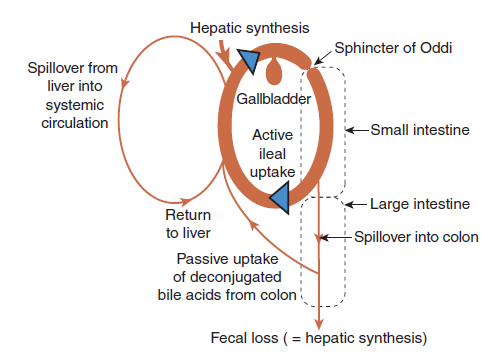 Hepatic synthesis
Sphincter of Oddi
Spillover from
liver into
systemic
circulation
Gallbladder
Active
ileal
uptake
Small intestine
Large intestine
Return
to liver
Spillover into colon
Passive uptake
of deconjugated
bile acids from colon
Fecal loss ( = hepatic synthesis)